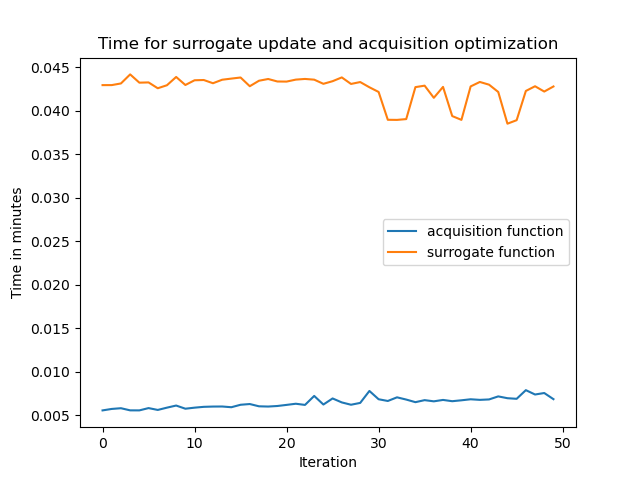 Time for surrogate update and acquisition optimization
0.045
0.040
0.035
0.030
0.025
0.020
0.015
0.010
0.005
Time in minutes
acquisition function
surrogate function
0 10 20 30 40 50
Iteration